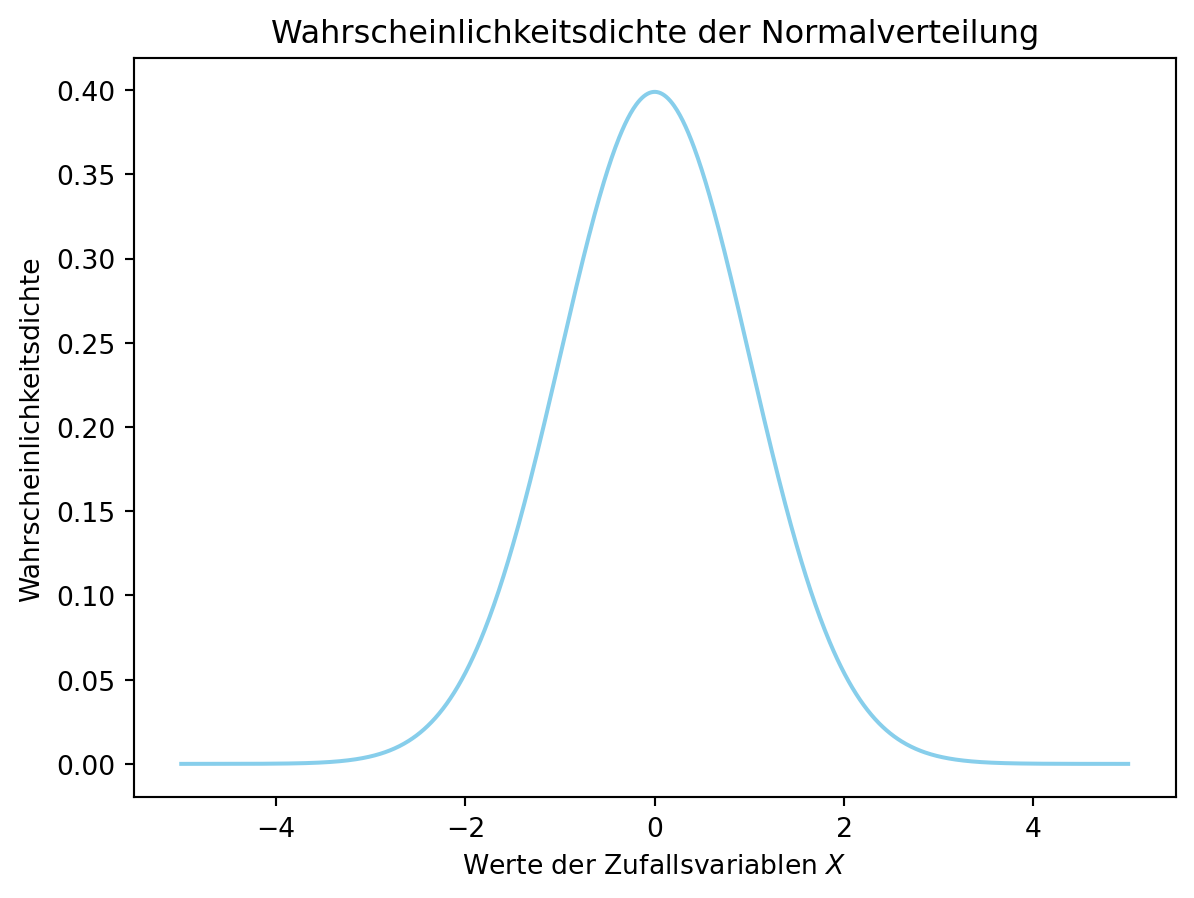 Wahrscheinlichkeitsdichte der Normalverteilung
Wahrscheinlichkeitsdichte
0.40
0.35
0.30
0.25
0.20
0.15
0.10
0.05
0.00
−4 −2 0 2 4
Werte der Zufallsvariablen X